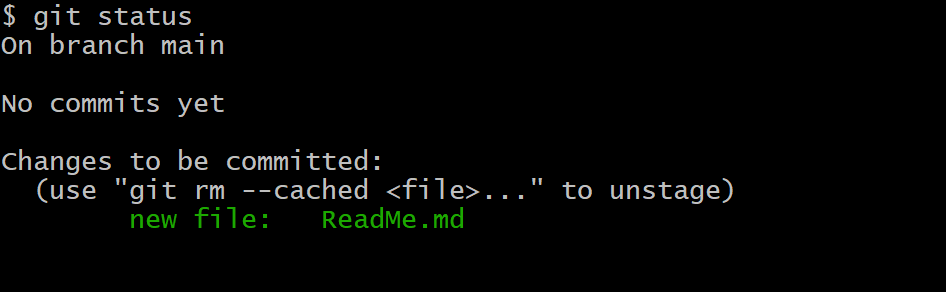 $ git status
On branch main
No commits yet
Changes to be committed:
(use "git rm --cached <file>..." to unstage)
new file: ReadMe.md